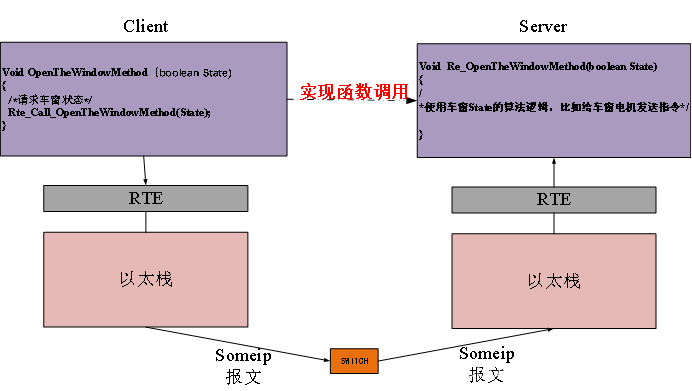 Client
Server
Void OpenTheWindowMethod (boolean State)
{
/*请求车窗状态*/
Rte_Call_OpenTheWindowMethod(State);
}
实现函数调用
Void Re_OpenTheWindowMethod(boolean State)
{
/
*使用车窗State的算法逻辑，比如给车窗电机发送指令*/
}
RTE
RTE
以太栈
以太栈
Someip
报文
SWITCH
Someip
报文